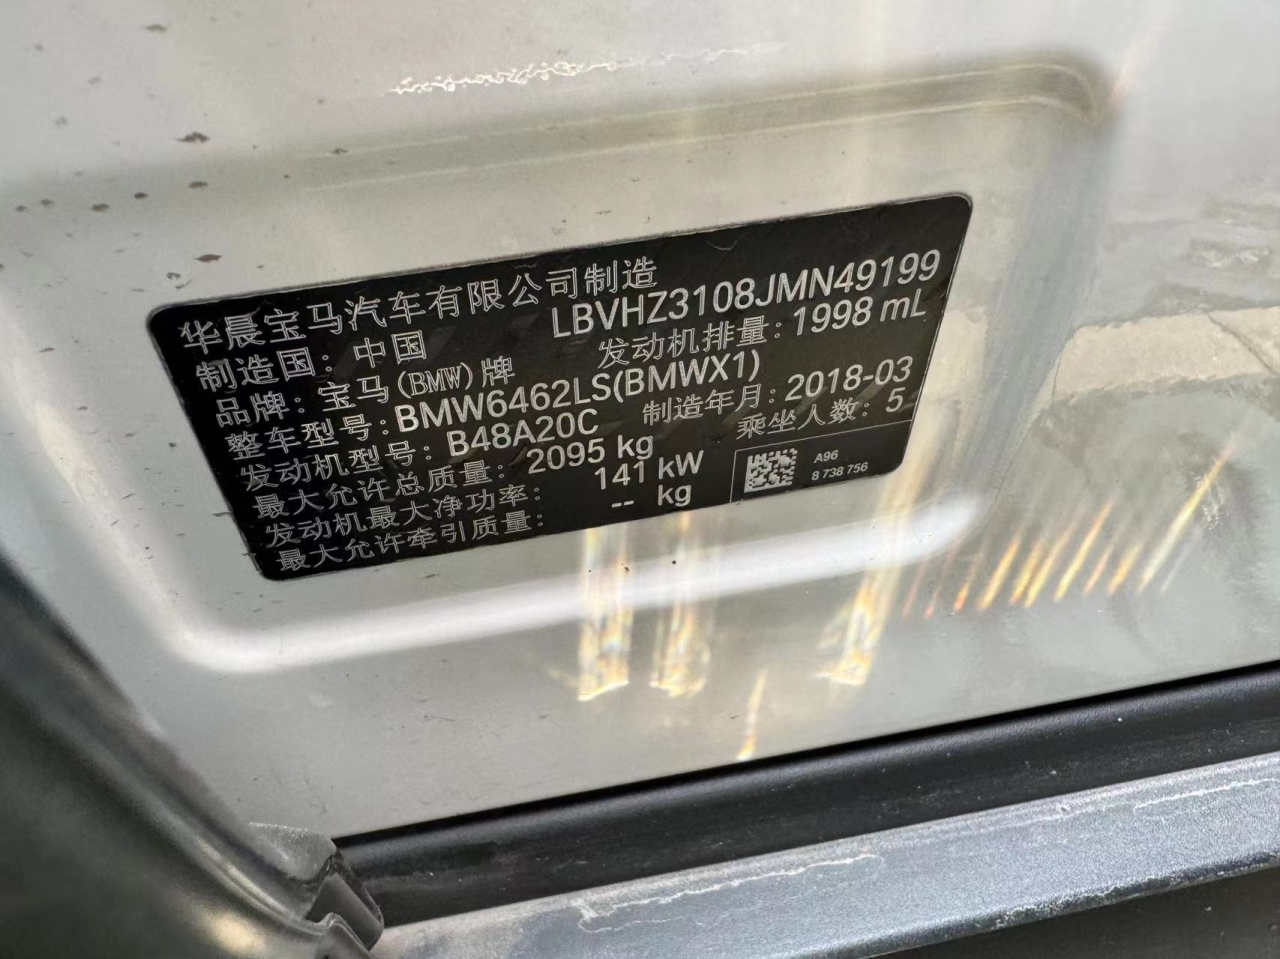 华晨宝马汽车有限公司制造
制造国：中国 LBVHZ3108JMN49199
品牌：宝马(BMW)牌 发动机排量：1998 mL
整车型号：BMW6462LS(BMWX1)
发动机型号：B48A20C 制造年月：2018-03
最大允许总质量：2095 kg 乘坐人数：5
发动机最大净功率：141 kW
最大允许牵引质量：-- kg
A96
8 738 756